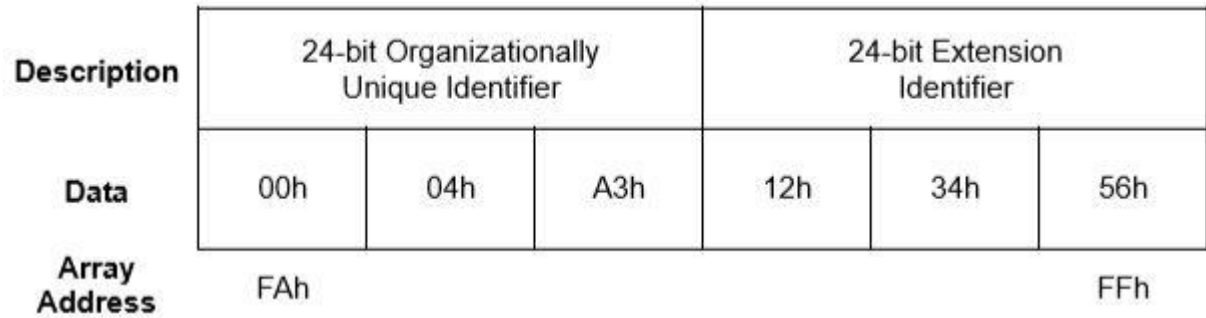 Description
24-bit Organizationally
Unique Identifier
24-bit Extension
Identifier
Data
00h
04h
A3h
12h
34h
56h
Array
Address
FAh
FFh